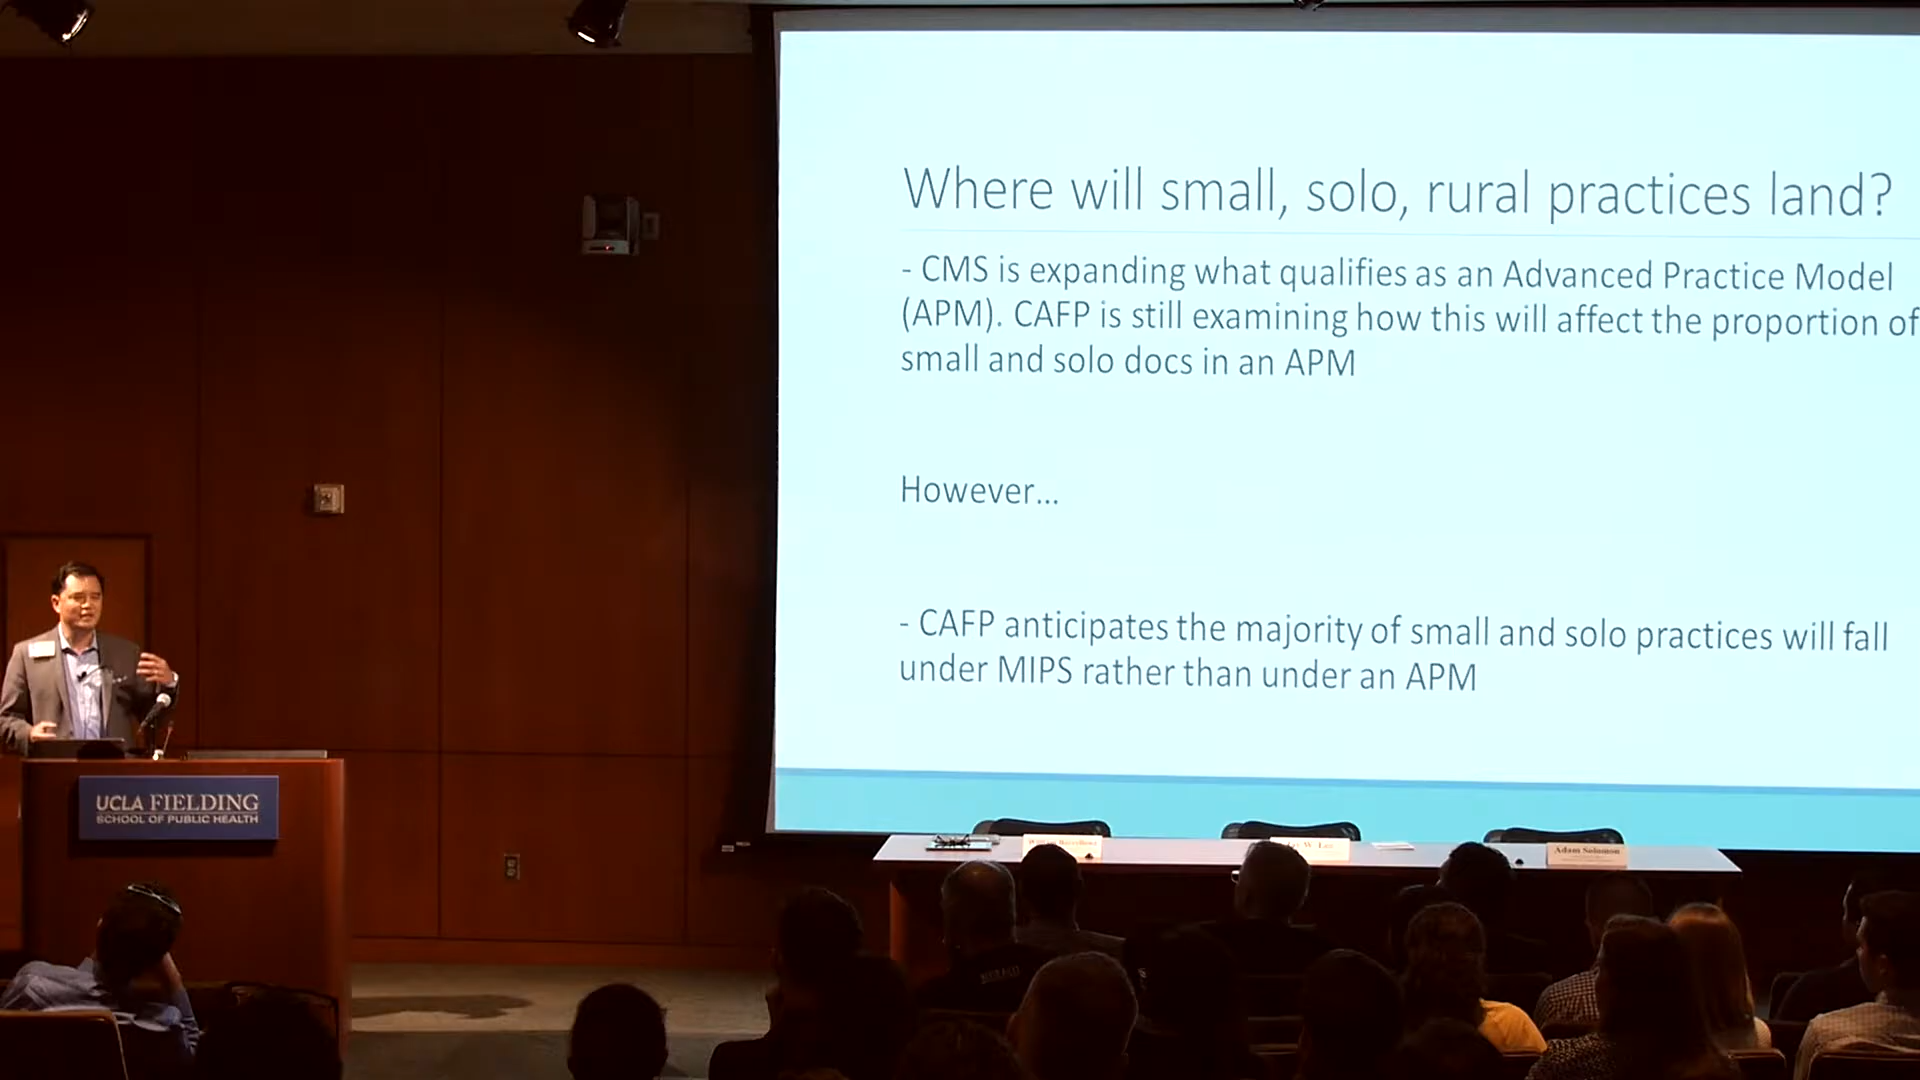 Where will small, solo, rural practices land?
- CMS is expanding what qualifies as an Advanced Practice Model
(APM). CAFP is still examining how this will affect the proportion of
small and solo docs in an APM
However...
- CAFP anticipates the majority of small and solo practices will fall
under MIPS rather than under an APM
UCLA FIELDING
SCHOOL OF PUBLIC HEALTH
Adam Solomon